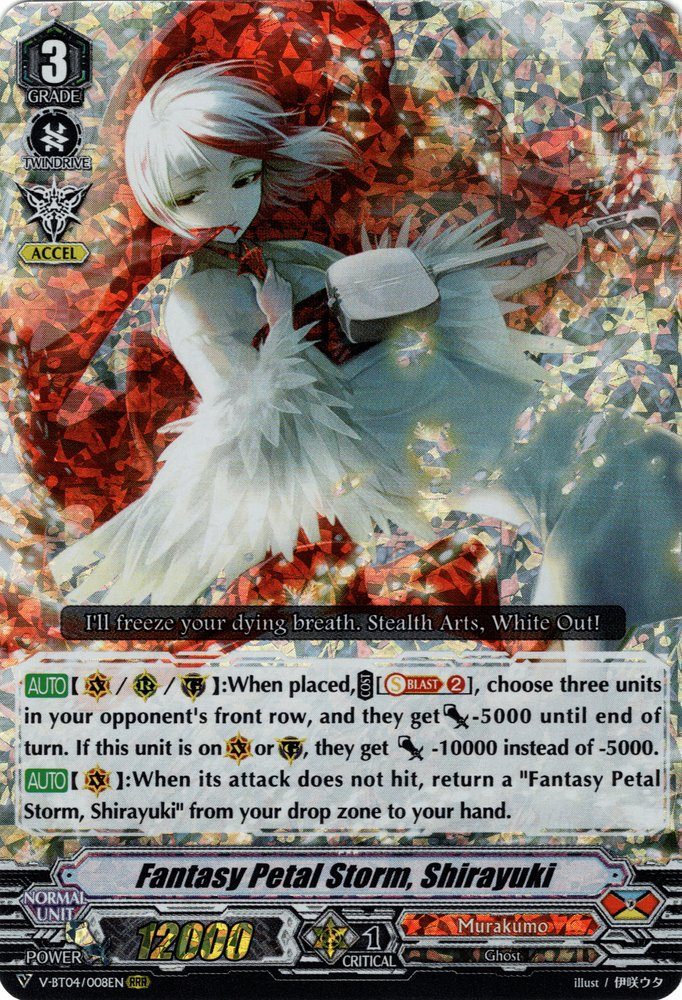 3
GRADE
TWINDRIVE
ACCEL
I'll freeze your dying breath. Stealth Arts, White Out!
AUTO【 V / R / G 】:When placed, COST [S BLAST 2], choose three units
in your opponent's front row, and they get -5000 until end of
turn. If this unit is on V or G, they get -10000 instead of -5000.
AUTO【 V 】:When its attack does not hit, return a "Fantasy Petal
Storm, Shirayuki" from your drop zone to your hand.
Fantasy Petal Storm, Shirayuki
NORMAL
UNIT
POWER 12000 1 CRITICAL
Murakumo
Ghost
V-BT04/008EN RRR illust / 伊咲ウタ